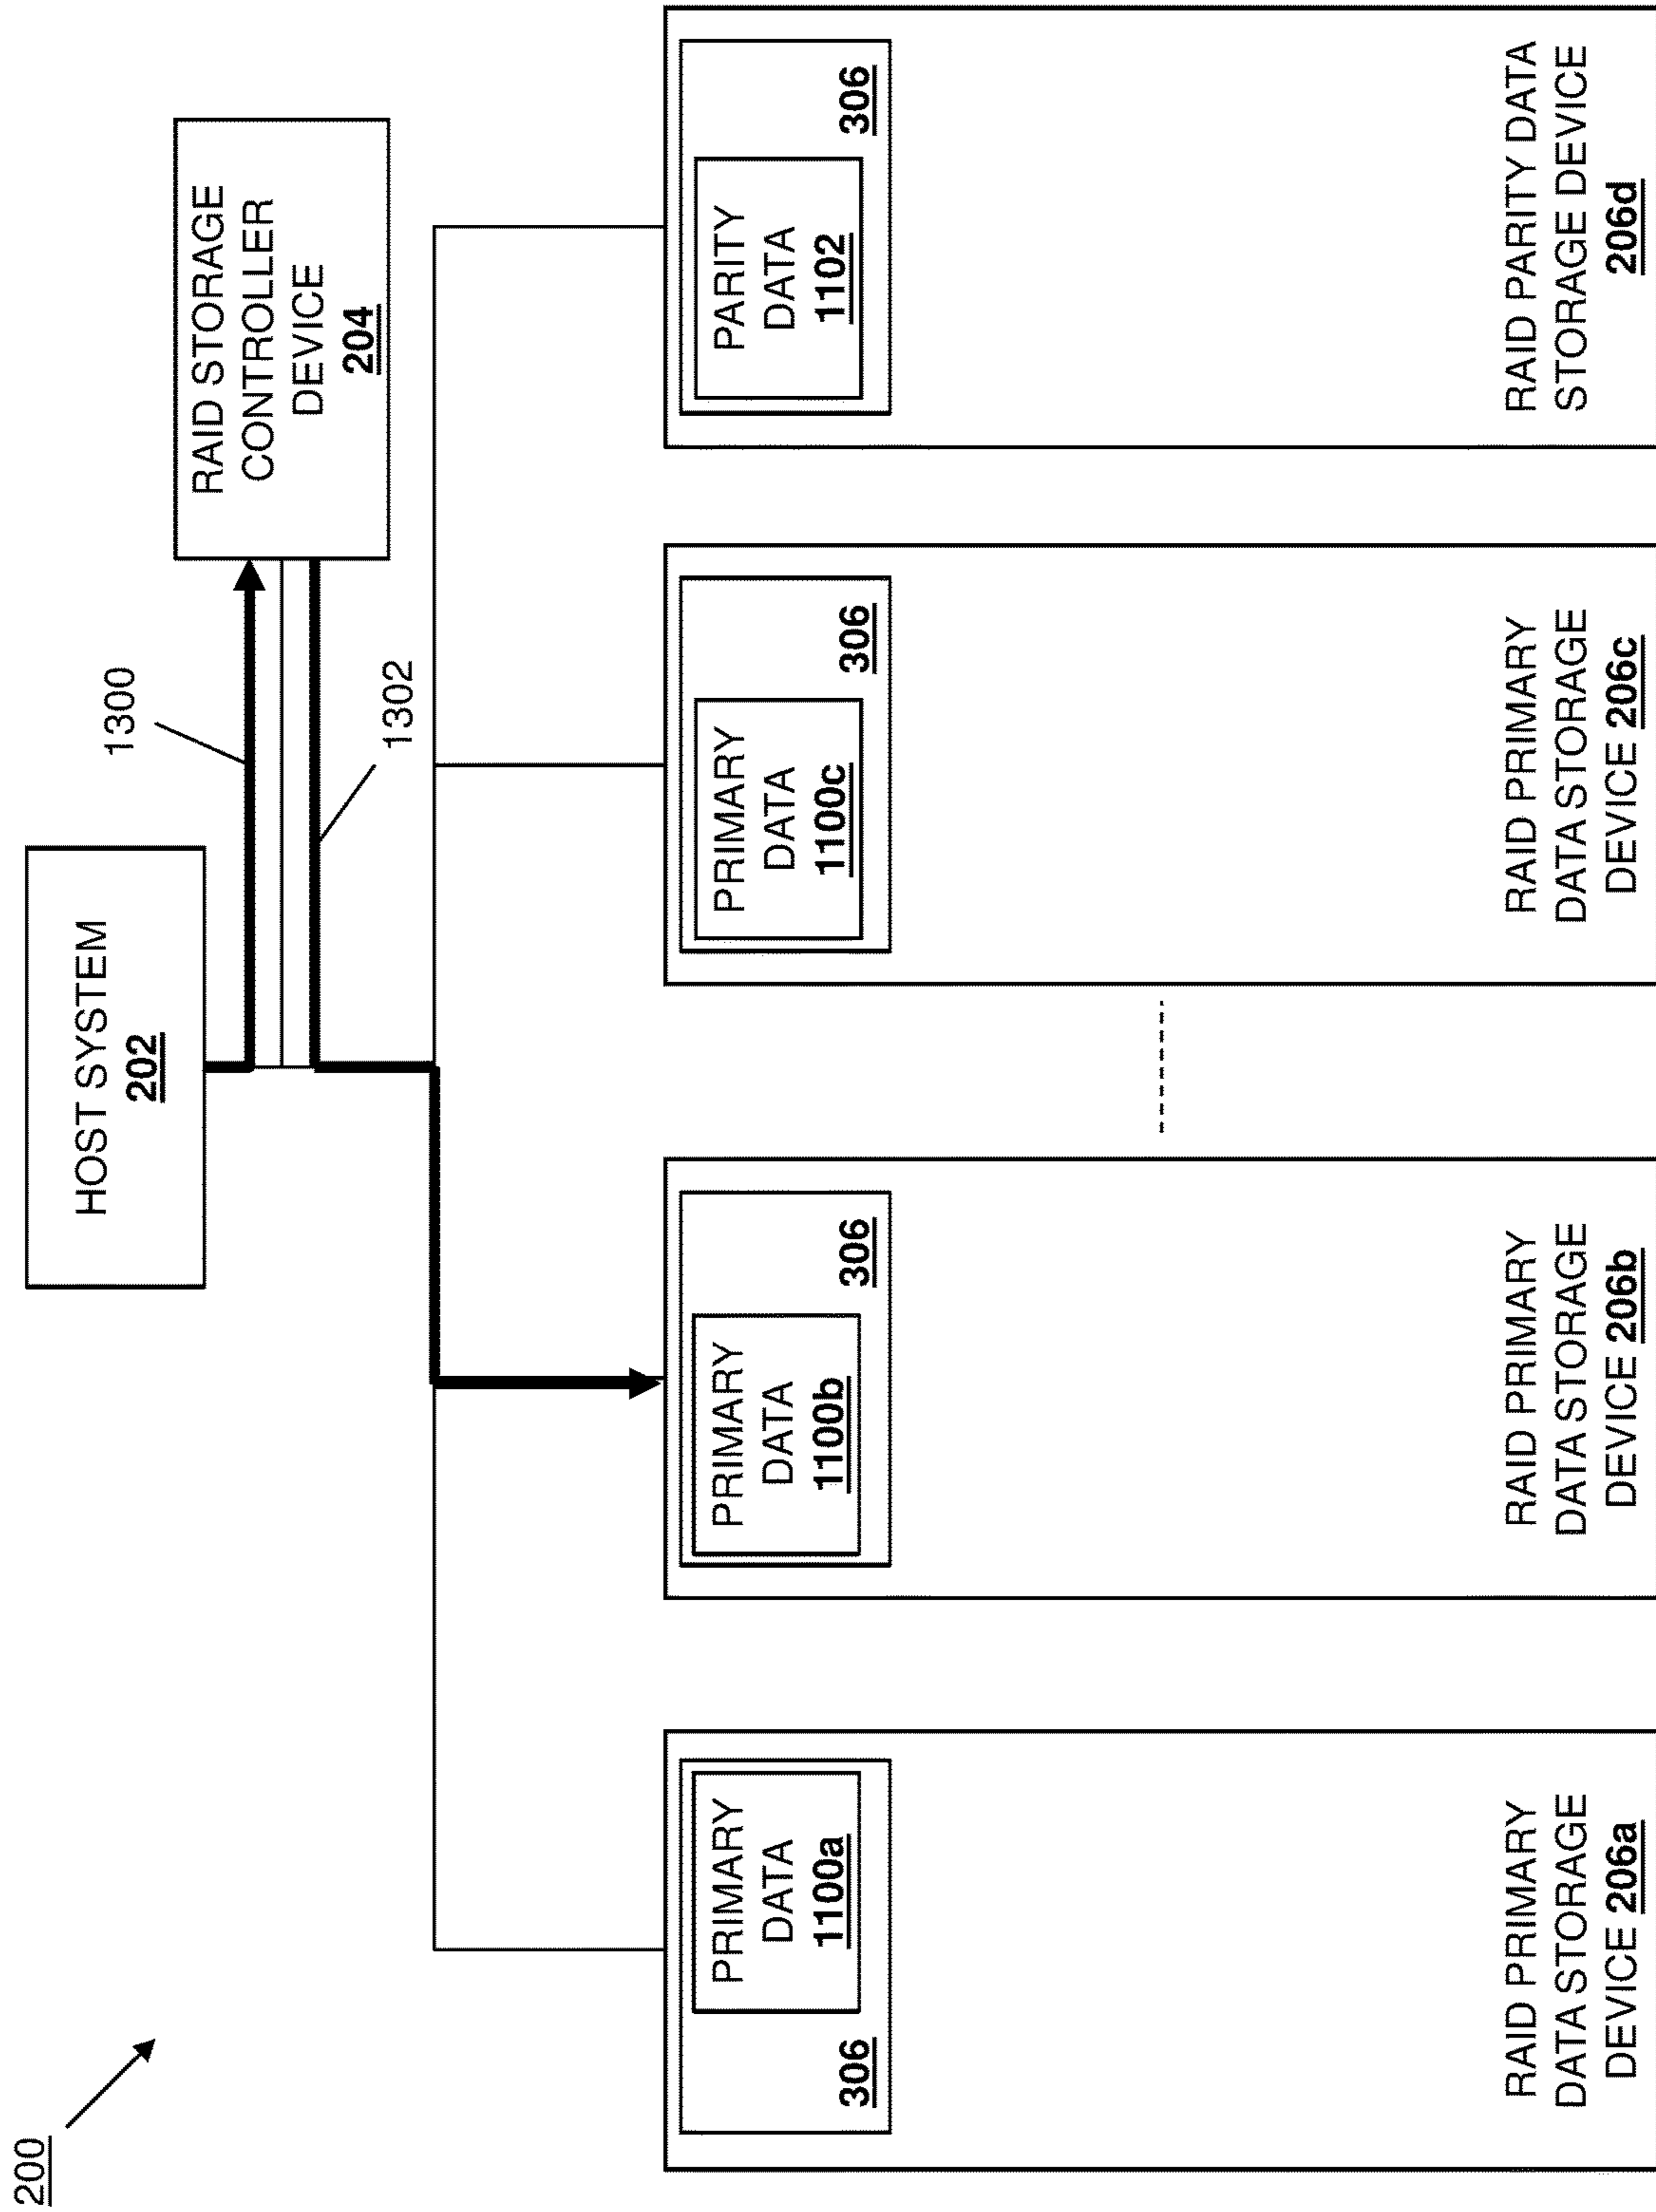 200
HOST SYSTEM
202
1300
RAID STORAGE
CONTROLLER
DEVICE
204
1302
306
PRIMARY
DATA
1100a
RAID PRIMARY
DATA STORAGE
DEVICE 206a
PRIMARY
DATA
1100b
306
RAID PRIMARY
DATA STORAGE
DEVICE 206b
PRIMARY
DATA
1100c
306
RAID PRIMARY
DATA STORAGE
DEVICE 206c
PARITY
DATA
1102
306
RAID PARITY DATA
STORAGE DEVICE
206d